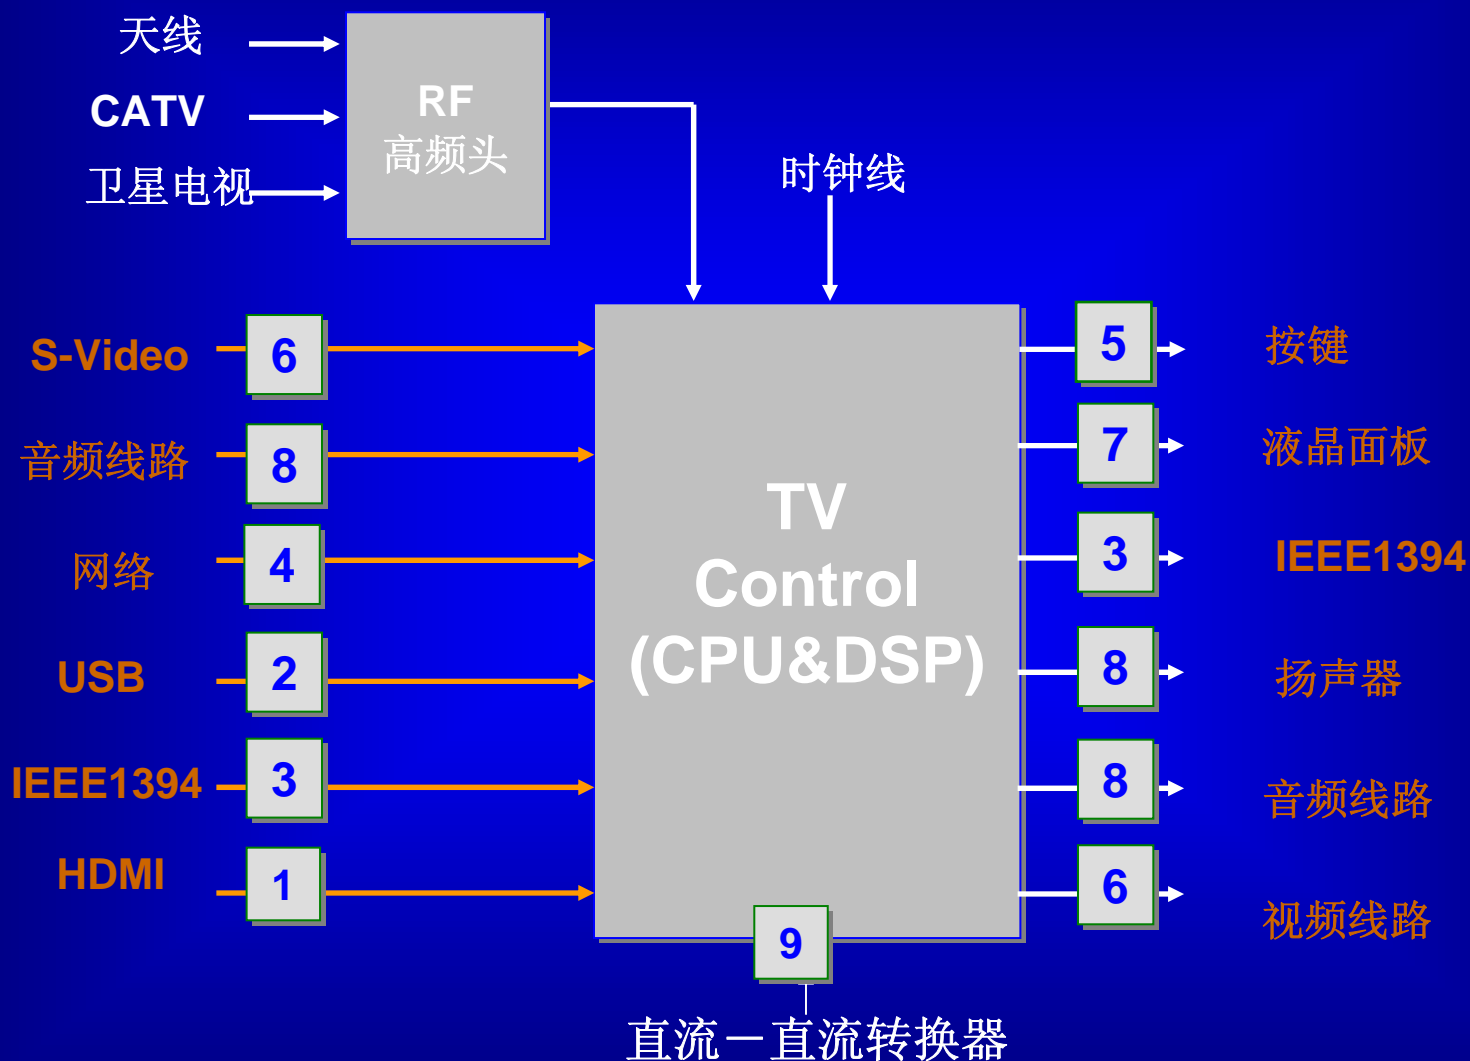 天线
CATV
卫星电视
RF
高频头
时钟线
S-Video
6
音频线路
8
网络
4
USB
2
IEEE1394
3
HDMI
1
TV
Control
(CPU&DSP)
5
按键
7
液晶面板
3
IEEE1394
8
扬声器
8
音频线路
6
视频线路
9
直流－直流转换器